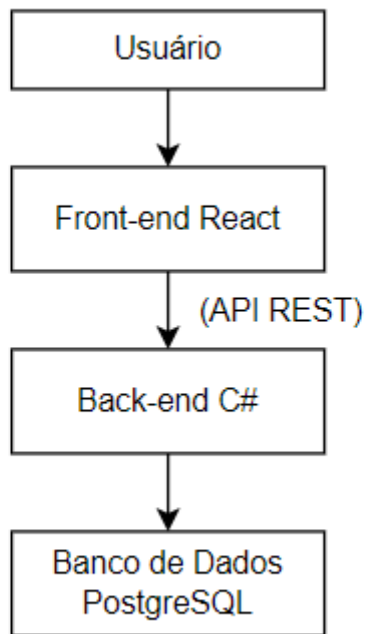 Usuário
Front-end React
(API REST)
Back-end C#
Banco de Dados
PostgreSQL